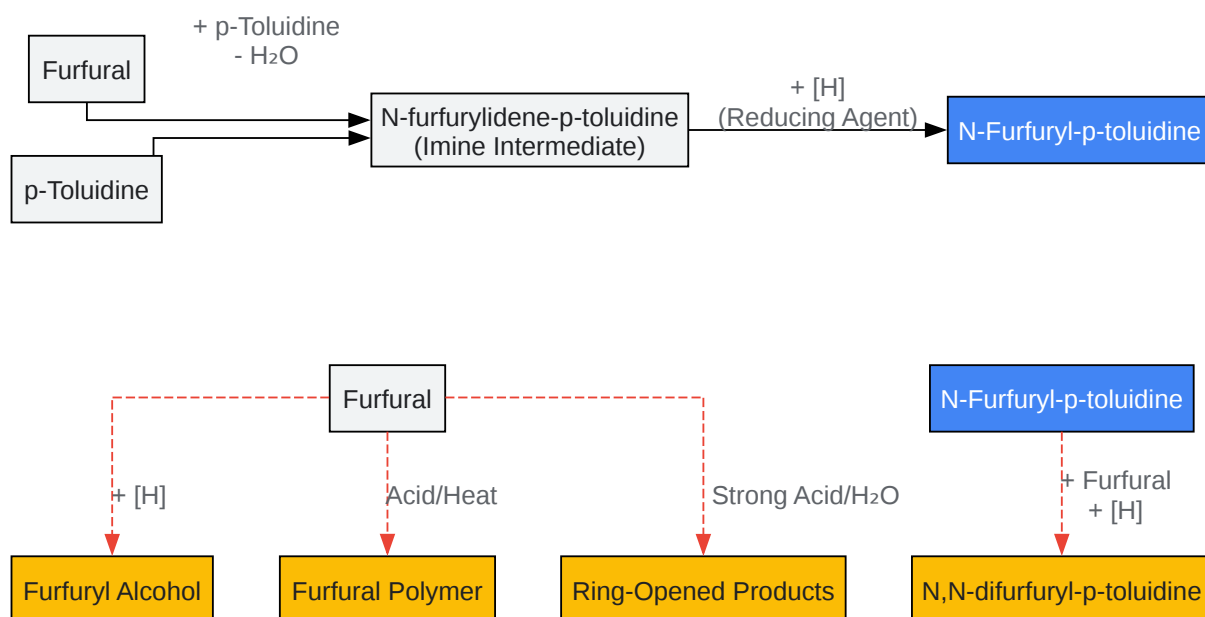 + p-Toluidine
- H₂O
Furfural
p-Toluidine
N-furfurylidene-p-toluidine
(Imine Intermediate)
+ [H]
(Reducing Agent)
N-Furfuryl-p-toluidine
Furfural
N-Furfuryl-p-toluidine
+ [H]
Acid/Heat
Strong Acid/H₂O
+ Furfural
+ [H]
Furfuryl Alcohol
Furfural Polymer
Ring-Opened Products
N,N-difurfuryl-p-toluidine